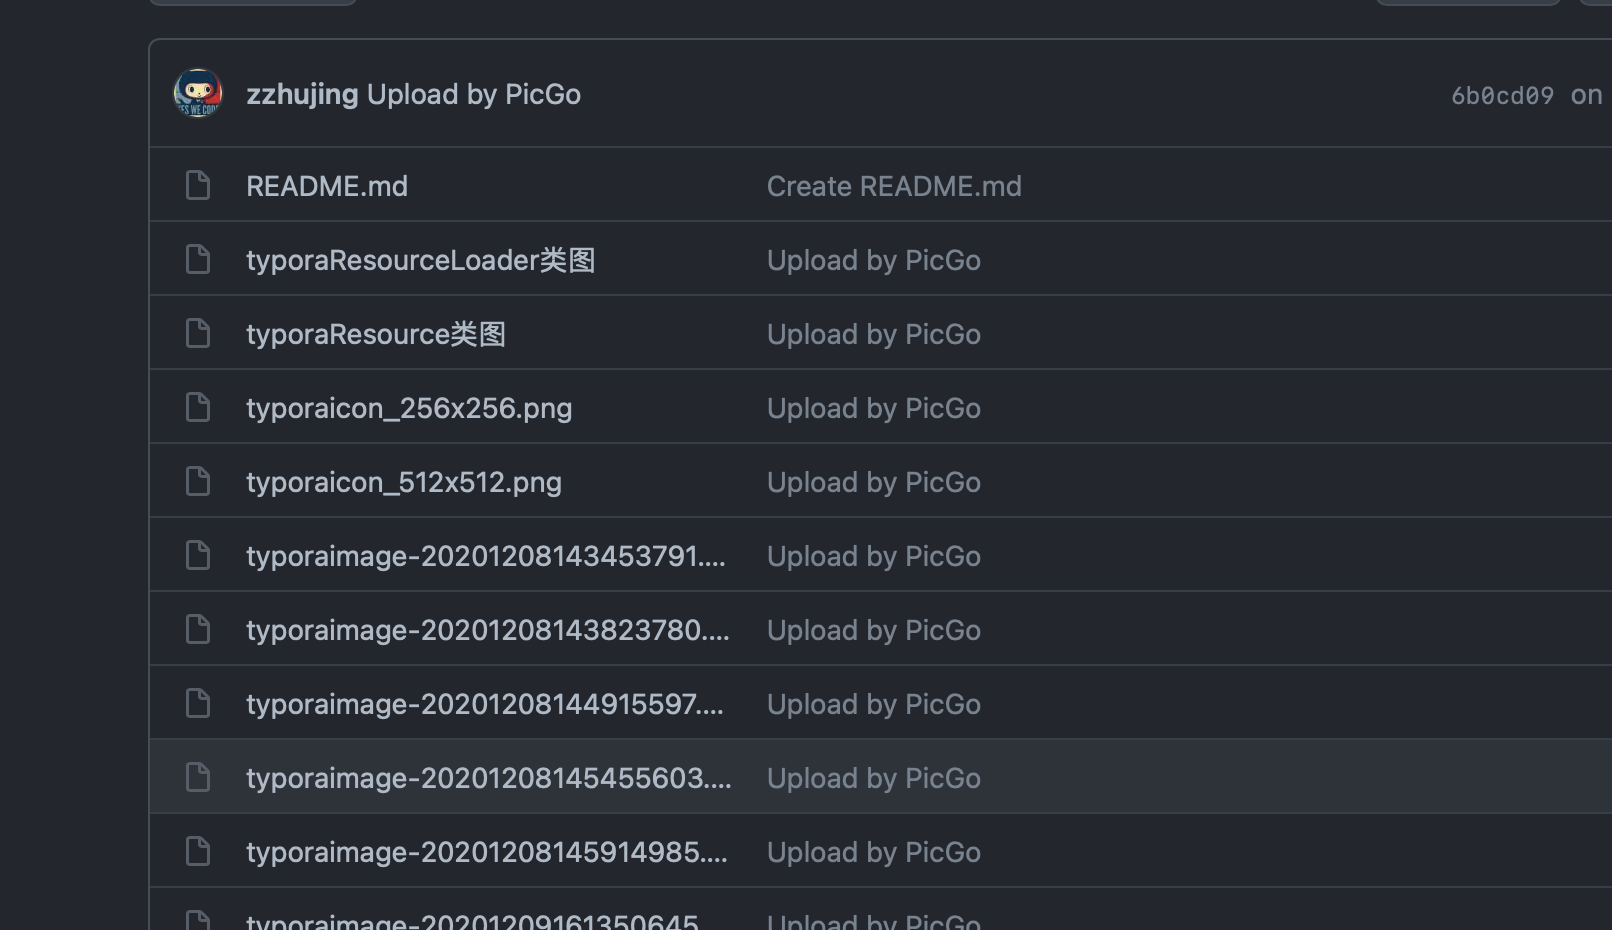 zzhujing Upload by PicGo 6b0cd09 on
README.md Create README.md
typoraResourceLoader类图 Upload by PicGo
typoraResource类图 Upload by PicGo
typoraicon_256x256.png Upload by PicGo
typoraicon_512x512.png Upload by PicGo
typoraimage-20201208143453791.... Upload by PicGo
typoraimage-20201208143823780.... Upload by PicGo
typoraimage-20201208144915597.... Upload by PicGo
typoraimage-20201208145455603.... Upload by PicGo
typoraimage-20201208145914985.... Upload by PicGo
typoraimage-20201209161350645 Upload by PicGo